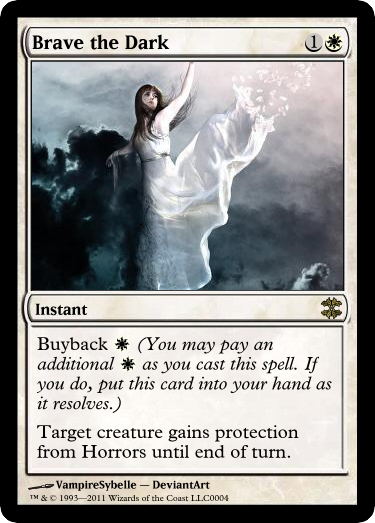 Brave the Dark 1
Instant
Buyback (You may pay an
additional as you cast this spell. If
you do, put this card into your hand as
it resolves.)
Target creature gains protection
from Horrors until end of turn.
VampireSybelle — DeviantArt
™ & © 1993—2011 Wizards of the Coast LLC0004